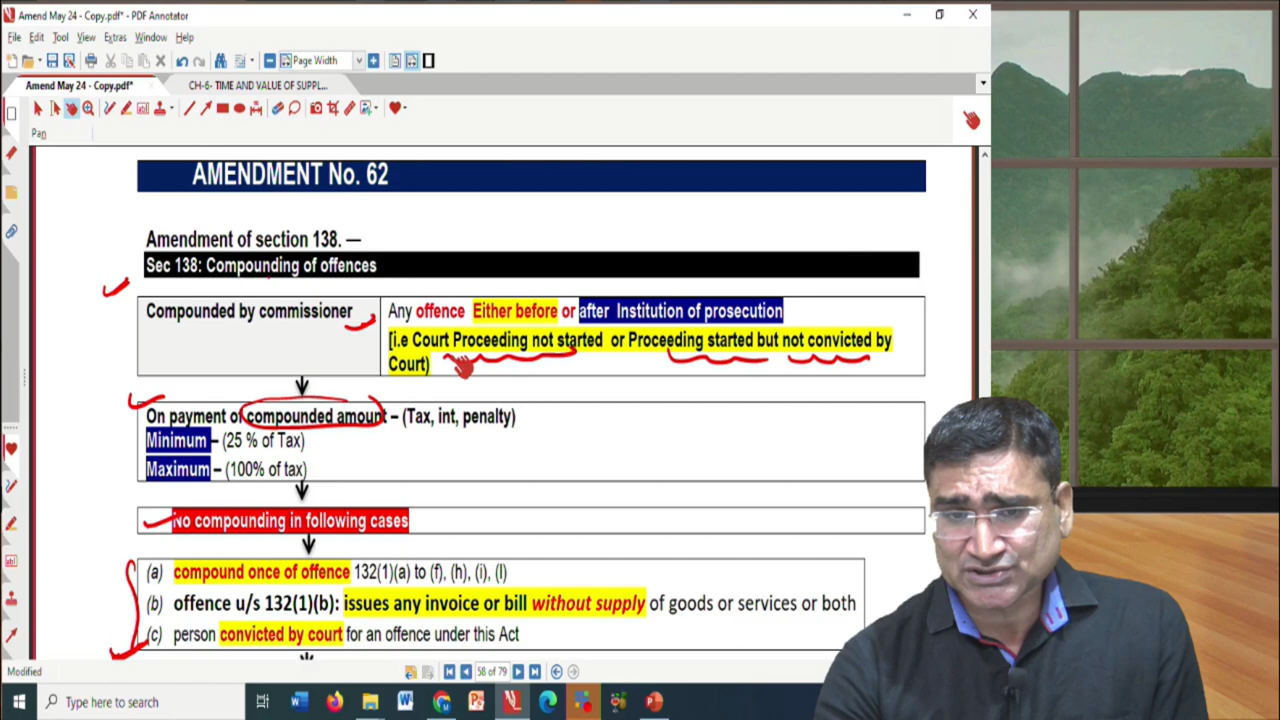 Amend May 24 - Copy.pdf* - PDF Annotator
File Edit Tool View Extras Window Help
Page Width
Amend May 24 - Copy.pdf* CH-6- TIME AND VALUE OF SUPPL...
Pan
AMENDMENT No. 62
Amendment of section 138. —
Sec 138: Compounding of offences
Compounded by commissioner
Any offence Either before or after Institution of prosecution
[i.e Court Proceeding not started or Proceeding started but not convicted by
Court)
On payment of compounded amount – (Tax, int, penalty)
Minimum – (25 % of Tax)
Maximum – (100% of tax)
No compounding in following cases
(a) compound once of offence 132(1)(a) to (f), (h), (i), (l)
(b) offence u/s 132(1)(b): issues any invoice or bill without supply of goods or services or both
(c) person convicted by court for an offence under this Act
Modified
58 of 79
Type here to search